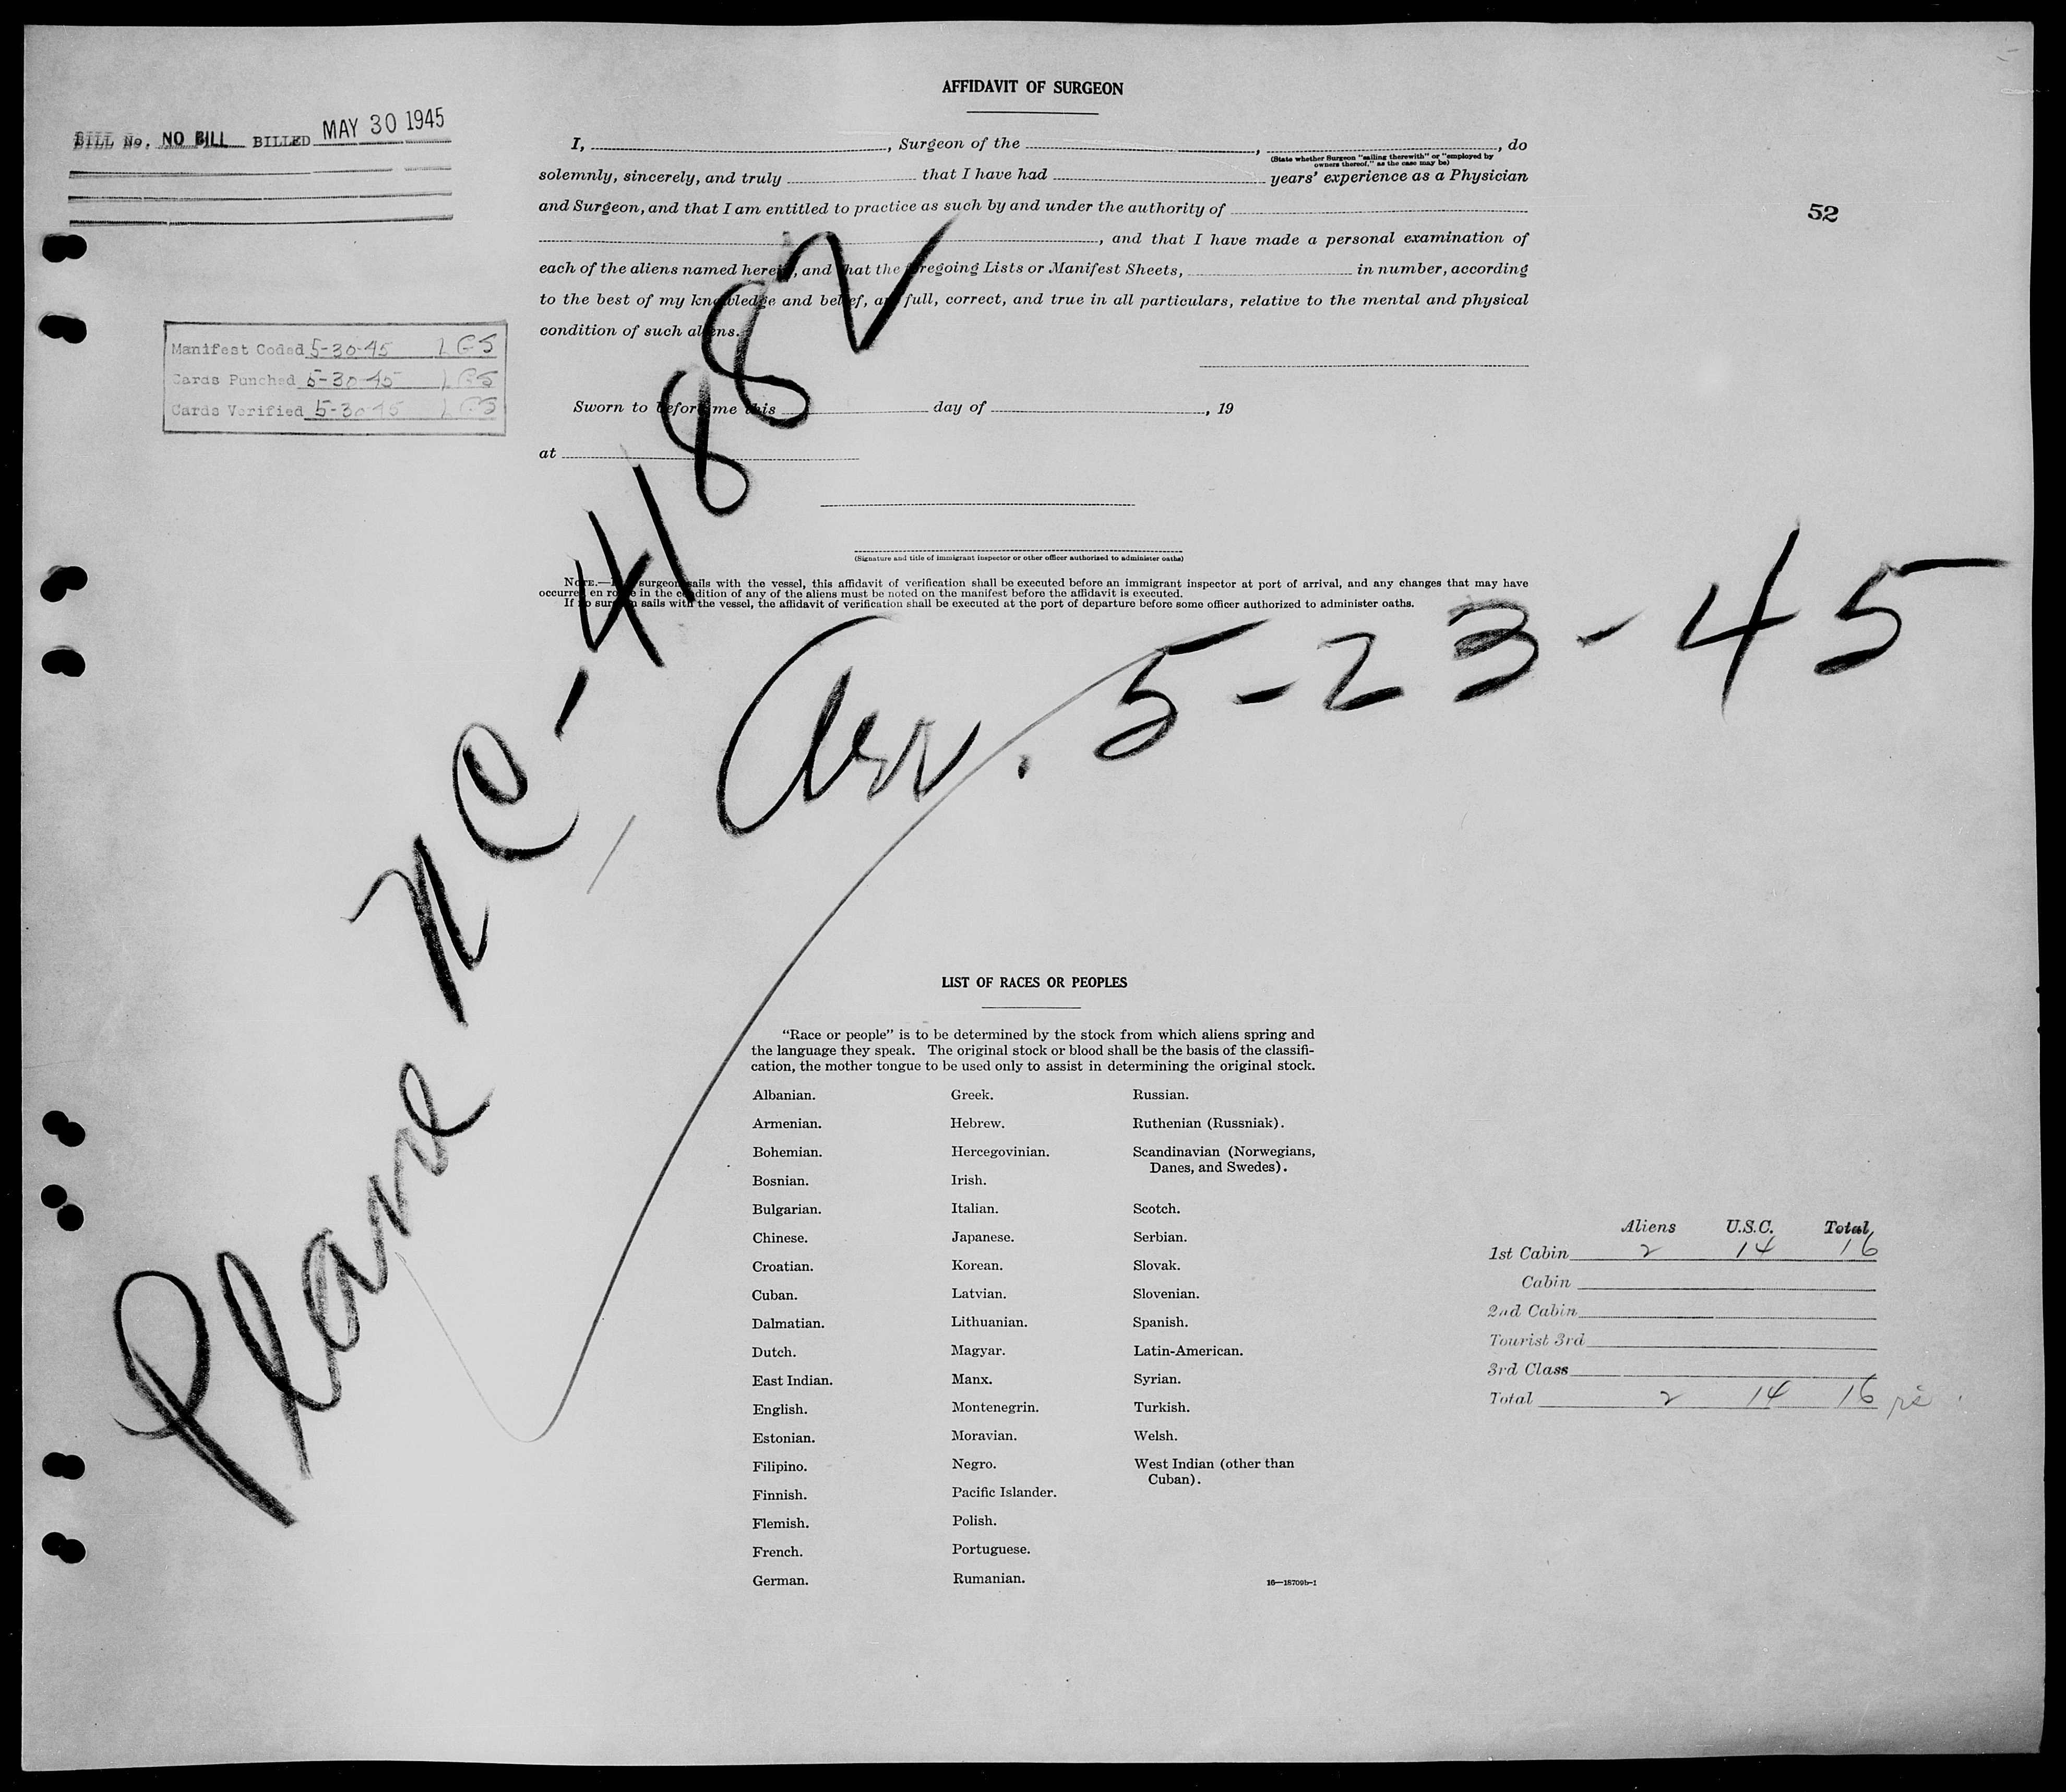 AFFIDAVIT OF SURGEON
BILL No. NO BILL BILLED MAY 30 1945
I, , Surgeon of the , , do
(State whether Surgeon "sailing therewith" or "employed by
owners thereof," as the case may be)
solemnly, sincerely, and truly that I have had years' experience as a Physician
and Surgeon, and that I am entitled to practice as such by and under the authority of
, and that I have made a personal examination of
each of the aliens named herein, and that the foregoing Lists or Manifest Sheets, in number, according
to the best of my knowledge and belief, are full, correct, and true in all particulars, relative to the mental and physical
condition of such aliens.
52
Manifest Coded 5-30-45 LGS
Cards Punched 5-30-45 LGS
Cards Verified 5-30-45 LGS
Sworn to before me this day of , 19
at
(Signature and title of immigrant inspector or other officer authorized to administer oaths)
NOTE.—If a surgeon sails with the vessel, this affidavit of verification shall be executed before an immigrant inspector at port of arrival, and any changes that may have
occurred en route in the condition of any of the aliens must be noted on the manifest before the affidavit is executed.
If no surgeon sails with the vessel, the affidavit of verification shall be executed at the port of departure before some officer authorized to administer oaths.
Plane NC-41882
Arr. 5-23-45
LIST OF RACES OR PEOPLES
"Race or people" is to be determined by the stock from which aliens spring and
the language they speak. The original stock or blood shall be the basis of the classifi-
cation, the mother tongue to be used only to assist in determining the original stock.
Albanian.
Armenian.
Bohemian.
Bosnian.
Bulgarian.
Chinese.
Croatian.
Cuban.
Dalmatian.
Dutch.
East Indian.
English.
Estonian.
Filipino.
Finnish.
Flemish.
French.
German.
Greek.
Hebrew.
Hercegovinian.
Irish.
Italian.
Japanese.
Korean.
Latvian.
Lithuanian.
Magyar.
Manx.
Montenegrin.
Moravian.
Negro.
Pacific Islander.
Polish.
Portuguese.
Rumanian.
Russian.
Ruthenian (Russniak).
Scandinavian (Norwegians,
Danes, and Swedes).
Scotch.
Serbian.
Slovak.
Slovenian.
Spanish.
Latin-American.
Syrian.
Turkish.
Welsh.
West Indian (other than
Cuban).
16—18709b-1
Aliens U.S.C. Total
1st Cabin 2 14 16
Cabin
2nd Cabin
Tourist 3rd
3rd Class
Total 2 14 16